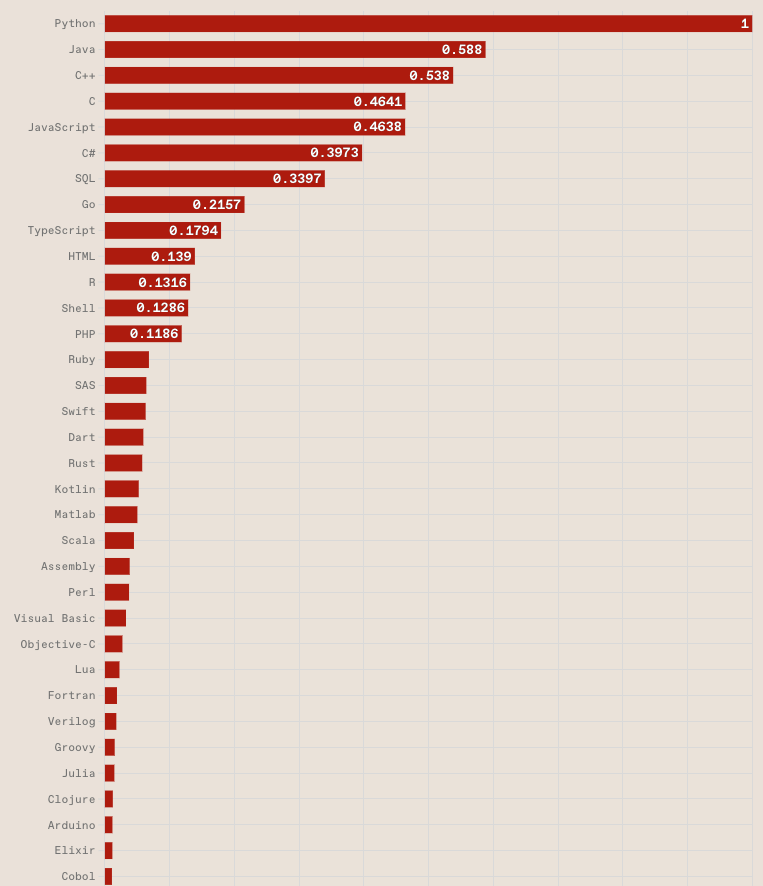 Python 1
Java 0.588
C++ 0.538
C 0.4641
JavaScript 0.4638
C# 0.3973
SQL 0.3397
Go 0.2157
TypeScript 0.1794
HTML 0.139
R 0.1316
Shell 0.1286
PHP 0.1186
Ruby
SAS
Swift
Dart
Rust
Kotlin
Matlab
Scala
Assembly
Perl
Visual Basic
Objective-C
Lua
Fortran
Verilog
Groovy
Julia
Clojure
Arduino
Elixir
Cobol